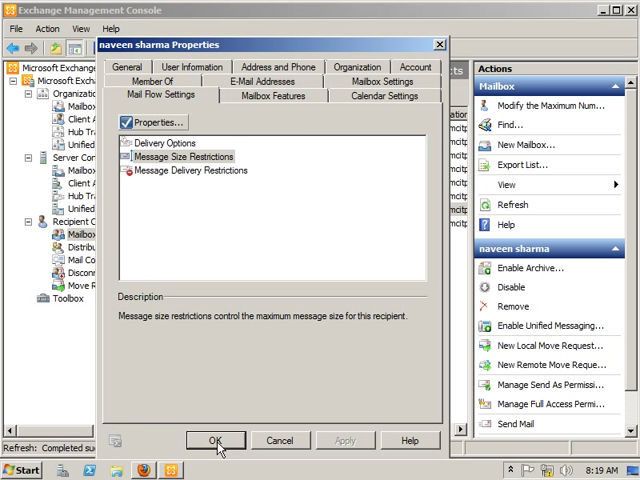 Exchange Management Console
File Action View Help
naveen sharma Properties
General User Information Address and Phone Organization Account
Member Of E-Mail Addresses Mailbox Settings
Mail Flow Settings Mailbox Features Calendar Settings
Properties...
Delivery Options
Message Size Restrictions
Message Delivery Restrictions
Description
Message size restrictions control the maximum message size for this recipient.
OK Cancel Apply Help
Microsoft Exchange
Microsoft Exc
Organizatio
Mailbox
Client A
Hub Tra
Unified
Server Con
Mailbox
Client A
Hub Tra
Unified
Recipient C
Mailbox
Distribu
Mail Co
Disconn
Move R
Toolbox
Refresh: Completed suc
Actions
Mailbox
Modify the Maximum Num...
Find...
New Mailbox...
Export List...
View
Refresh
Help
naveen sharma
Enable Archive...
Disable
Remove
Enable Unified Messaging...
New Local Move Request...
New Remote Move Reque...
Manage Send As Permissi...
Manage Full Access Permi...
Send Mail
Start
8:19 AM